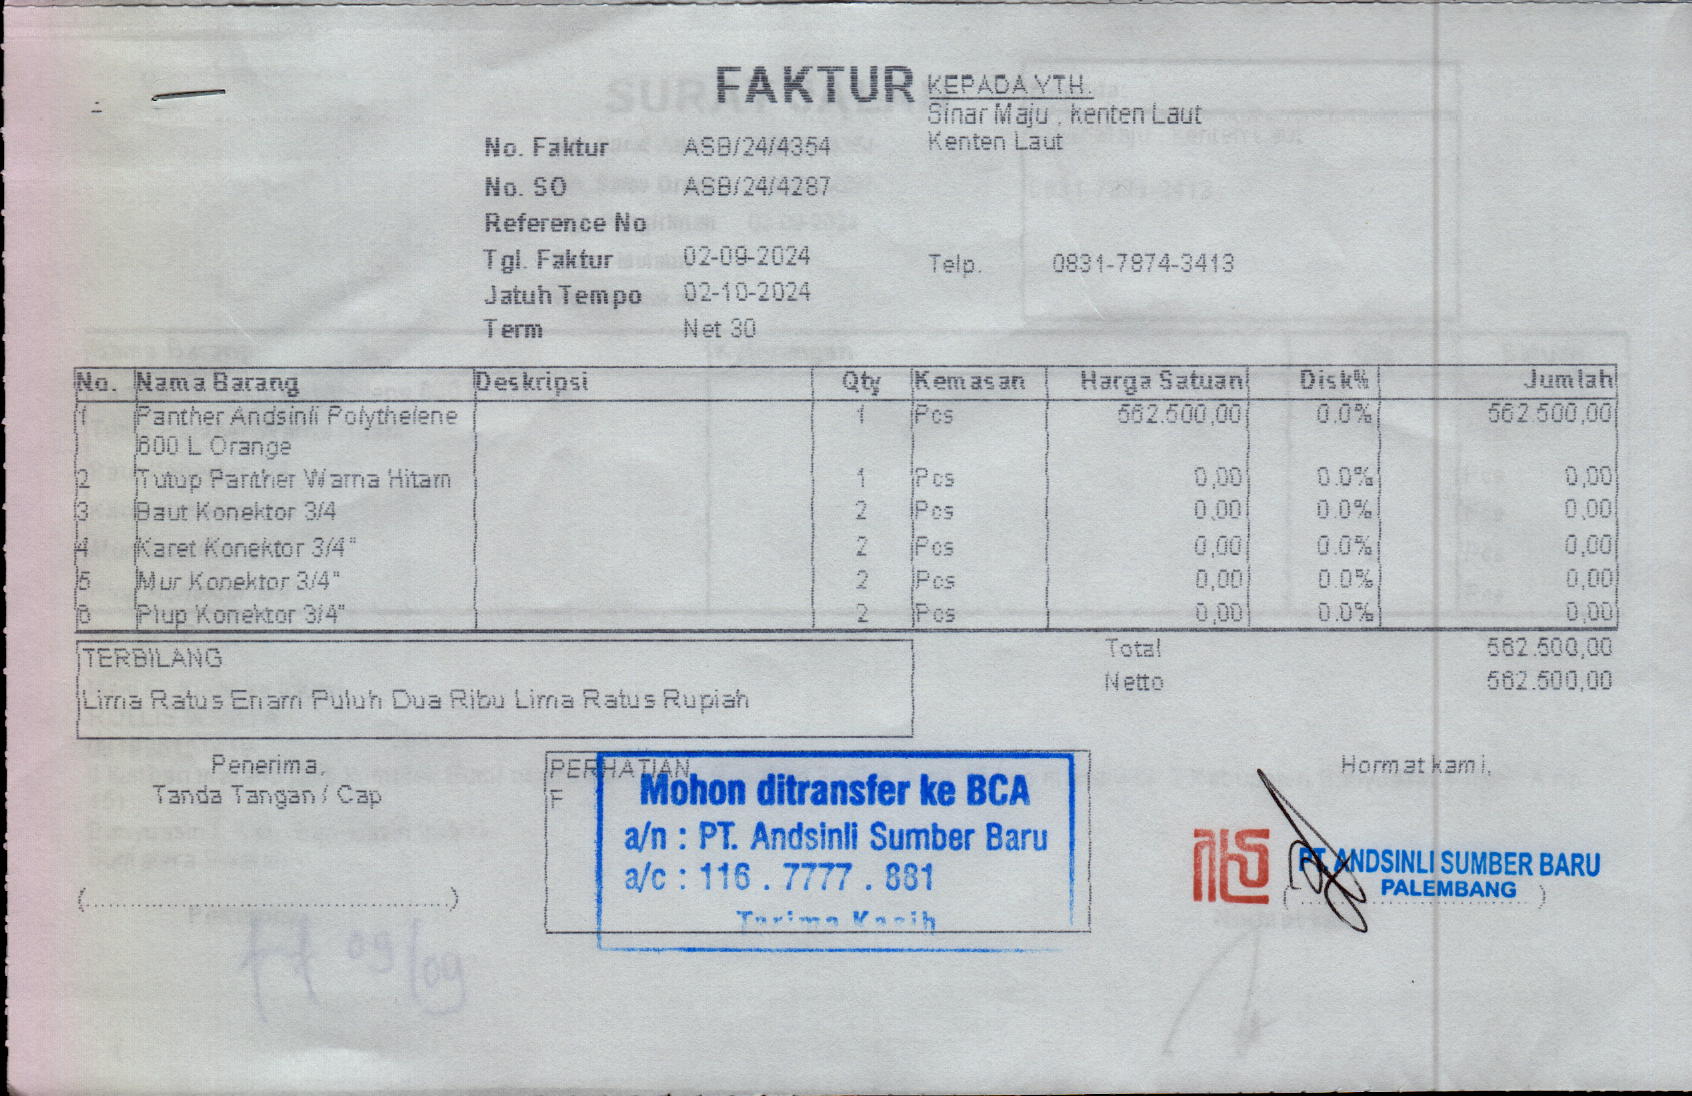 FAKTUR
KEPADA YTH.
Sinar Maju , Kenten Laut
Kenten Laut
No. Faktur ASB/24/4354
No. SO ASB/24/4287
Reference No
Tgl. Faktur 02-09-2024
Telp. 0831-7874-3413
Jatuh Tempo 02-10-2024
Term Net 30
No. Nama Barang Deskripsi Qty Kemasan Harga Satuan Disk% Jumlah
1 Panther Andsinli Polythelene 1 Pcs 562.500,00 0.0% 562.500,00
600 L Orange
2 Tutup Panther Warna Hitam 1 Pcs 0,00 0.0% 0,00
3 Baut Konektor 3/4 2 Pcs 0,00 0.0% 0,00
4 Karet Konektor 3/4" 2 Pcs 0,00 0.0% 0,00
5 Mur Konektor 3/4" 2 Pcs 0,00 0.0% 0,00
6 Plup Konektor 3/4" 2 Pcs 0,00 0.0% 0,00
TERBILANG
Lima Ratus Enam Puluh Dua Ribu Lima Ratus Rupiah
Total 562.500,00
Netto 562.500,00
Penerima,
Tanda Tangan / Cap
(............................................)
PERHATIAN
F
Mohon ditransfer ke BCA
a/n : PT. Andsinli Sumber Baru
a/c : 116 . 7777 . 881
Terima Kasih
Hormat kami,
PT. ANDSINLI SUMBER BARU
PALEMBANG